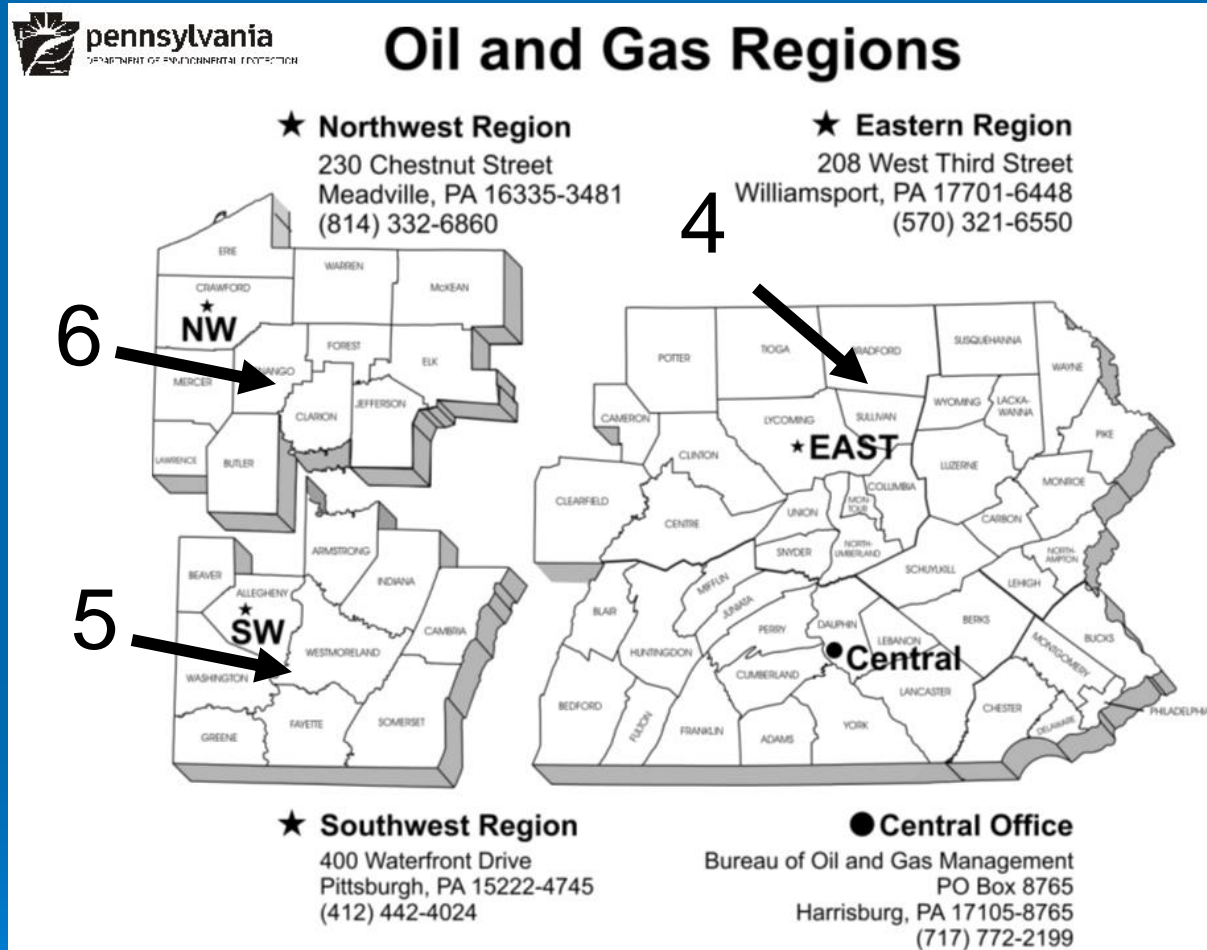 pennsylvania
DEPARTMENT OF ENVIRONMENTAL PROTECTION
Oil and Gas Regions
★ Northwest Region
230 Chestnut Street
Meadville, PA 16335-3481
(814) 332-6860
★ Eastern Region
208 West Third Street
Williamsport, PA 17701-6448
(570) 321-6550
4
6
5
ERIE
WARREN
McKEAN
CRAWFORD
NW
FOREST
ELK
MERCER
NANGO
CLARION
JEFFERSON
LAWRENCE
BUTLER
ARMSTRONG
BEAVER
INDIANA
ALLEGHENY
SW
CAMBRIA
WESTMORELAND
WASHINGTON
FAYETTE
SOMERSET
GREENE
POTTER
TIOGA
RADFORD
SUSQUEHANNA
WAYNE
CAMERON
LYCOMING
SULLIVAN
WYOMING
LACKA-
WANNA
PIKE
EAST
CLINTON
LUZERNE
MONROE
CLEARFIELD
CENTRE
UNION
MON
TOUR
COLUMBIA
CARBON
SNYDER
NORTH-
UMBERLAND
SCHUYLKILL
NORTH-
AMPTON
LEHIGH
BLAIR
MIFFLIN
JUNIATA
HUNTINGDON
PERRY
DAUPHIN
LEBANON
BERKS
MONTGOMERY
BUCKS
Central
CUMBERLAND
LANCASTER
BEDFORD
FULTON
FRANKLIN
ADAMS
YORK
CHESTER
DELAWARE
PHILADELPHIA
★ Southwest Region
400 Waterfront Drive
Pittsburgh, PA 15222-4745
(412) 442-4024
● Central Office
Bureau of Oil and Gas Management
PO Box 8765
Harrisburg, PA 17105-8765
(717) 772-2199